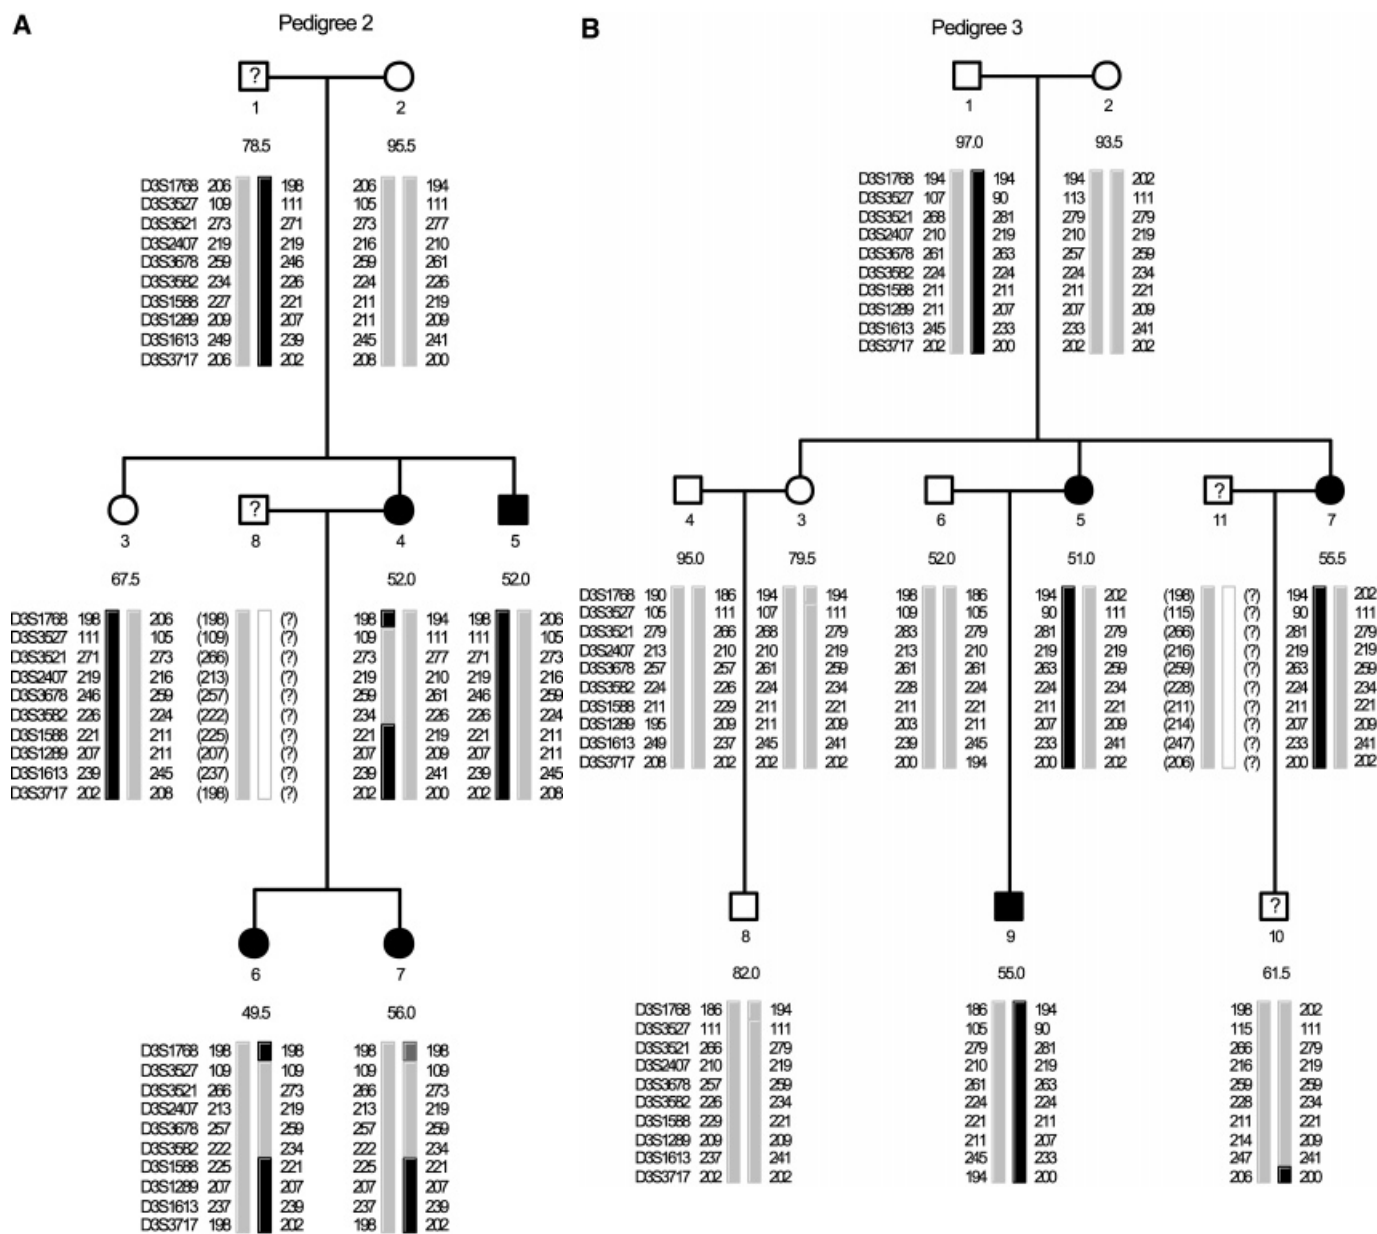 A
Pedigree 2
?
1
2
78.5
95.5
D3S1768 206 198 206 194
D3S3527 109 111 105 111
D3S3521 273 271 273 277
D3S2407 219 219 216 210
D3S3678 259 246 259 261
D3S3582 234 226 224 226
D3S1588 227 221 211 219
D3S1289 209 207 211 209
D3S1613 249 239 245 241
D3S3717 206 202 208 200
?
3
8
4
5
67.5
52.0
52.0
D3S1768 198 206 (198) (?) 198 194 198 206
D3S3527 111 105 (109) (?) 109 111 111 105
D3S3521 271 273 (266) (?) 273 277 271 273
D3S2407 219 216 (213) (?) 219 210 219 216
D3S3678 246 259 (257) (?) 259 261 246 259
D3S3582 226 224 (222) (?) 234 226 226 224
D3S1588 221 211 (225) (?) 221 219 221 211
D3S1289 207 211 (207) (?) 207 209 207 211
D3S1613 239 245 (237) (?) 239 241 239 245
D3S3717 202 208 (198) (?) 202 200 202 208
6
7
49.5
56.0
D3S1768 198 198 198 198
D3S3527 109 109 109 109
D3S3521 266 273 266 273
D3S2407 213 219 213 219
D3S3678 257 259 257 259
D3S3582 222 234 222 234
D3S1588 225 221 225 221
D3S1289 207 207 207 207
D3S1613 237 239 237 239
D3S3717 198 202 198 202
B
Pedigree 3
1
2
97.0
93.5
D3S1768 194 194 194 202
D3S3527 107 90 113 111
D3S3521 268 281 279 279
D3S2407 210 219 210 219
D3S3678 261 263 257 259
D3S3582 224 224 224 234
D3S1588 211 211 211 221
D3S1289 211 207 207 209
D3S1613 245 233 233 241
D3S3717 202 200 202 202
?
4
3
6
5
11
7
95.0
79.5
52.0
51.0
55.5
D3S1768 190 186 194 194 198 186 194 202 (198) (?) 194 202
D3S3527 105 111 107 111 109 105 90 111 (115) (?) 90 111
D3S3521 279 266 268 279 283 279 281 279 (266) (?) 281 279
D3S2407 213 210 210 219 213 210 219 219 (216) (?) 219 219
D3S3678 257 257 261 259 261 261 263 259 (259) (?) 263 259
D3S3582 224 226 224 234 228 224 224 234 (228) (?) 224 234
D3S1588 211 229 211 221 211 221 211 221 (211) (?) 211 221
D3S1289 195 209 211 209 203 211 207 209 (214) (?) 207 209
D3S1613 249 237 245 241 239 245 233 241 (247) (?) 233 241
D3S3717 208 202 202 202 200 194 200 202 (206) (?) 200 202
?
8
9
10
82.0
55.0
61.5
D3S1768 186 194 186 194 198 202
D3S3527 111 111 105 90 115 111
D3S3521 266 279 279 281 266 279
D3S2407 210 219 210 219 216 219
D3S3678 257 259 261 263 259 259
D3S3582 226 234 224 224 228 234
D3S1588 229 221 221 211 211 221
D3S1289 209 209 211 207 214 209
D3S1613 237 241 245 233 247 241
D3S3717 202 202 194 200 206 200